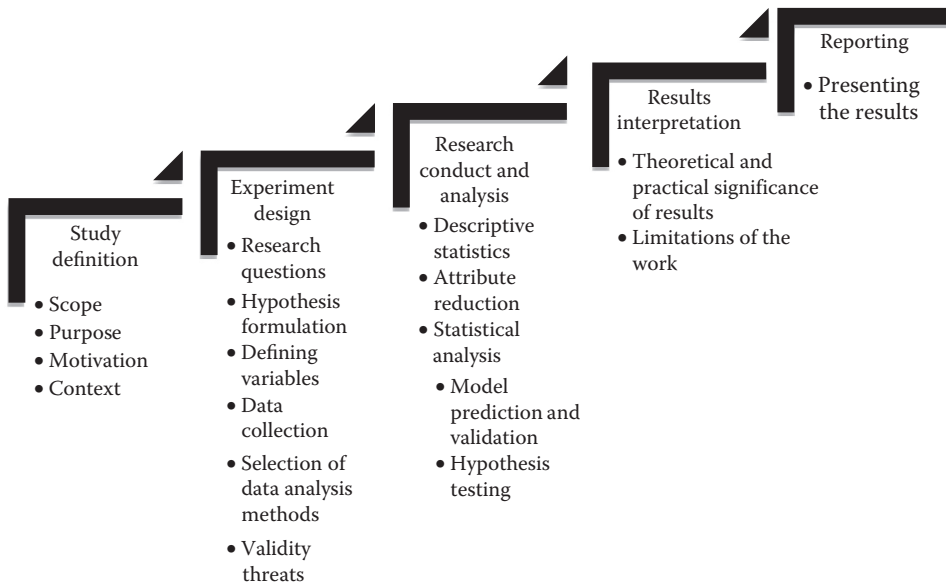 Study
definition
• Scope
• Purpose
• Motivation
• Context
Experiment
design
• Research
questions
• Hypothesis
formulation
• Defining
variables
• Data
collection
• Selection of
data analysis
methods
• Validity
threats
Research
conduct and
analysis
• Descriptive
statistics
• Attribute
reduction
• Statistical
analysis
• Model
prediction and
validation
• Hypothesis
testing
Results
interpretation
• Theoretical and
practical significance
of results
• Limitations of the
work
Reporting
• Presenting
the results